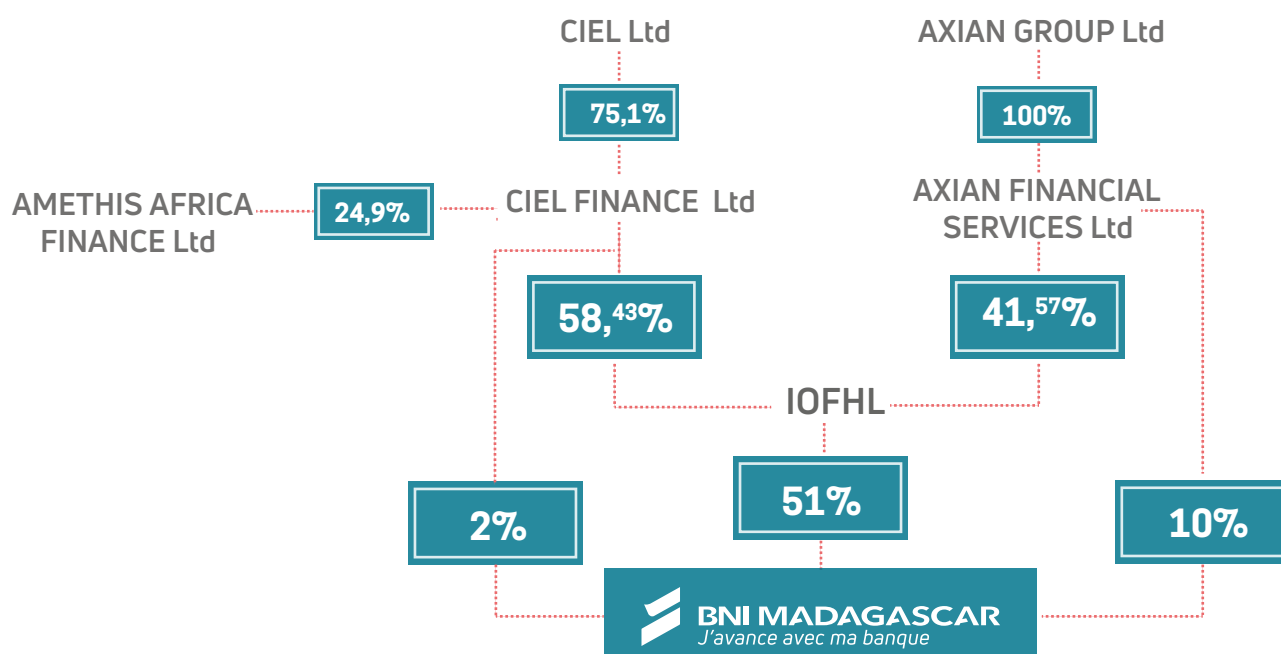 CIEL Ltd
AXIAN GROUP Ltd
75,1%
100%
AMETHIS AFRICA
FINANCE Ltd
24,9%
CIEL FINANCE Ltd
AXIAN FINANCIAL
SERVICES Ltd
58,43%
41,57%
IOFHL
2%
51%
10%
BNI MADAGASCAR
J'avance avec ma banque